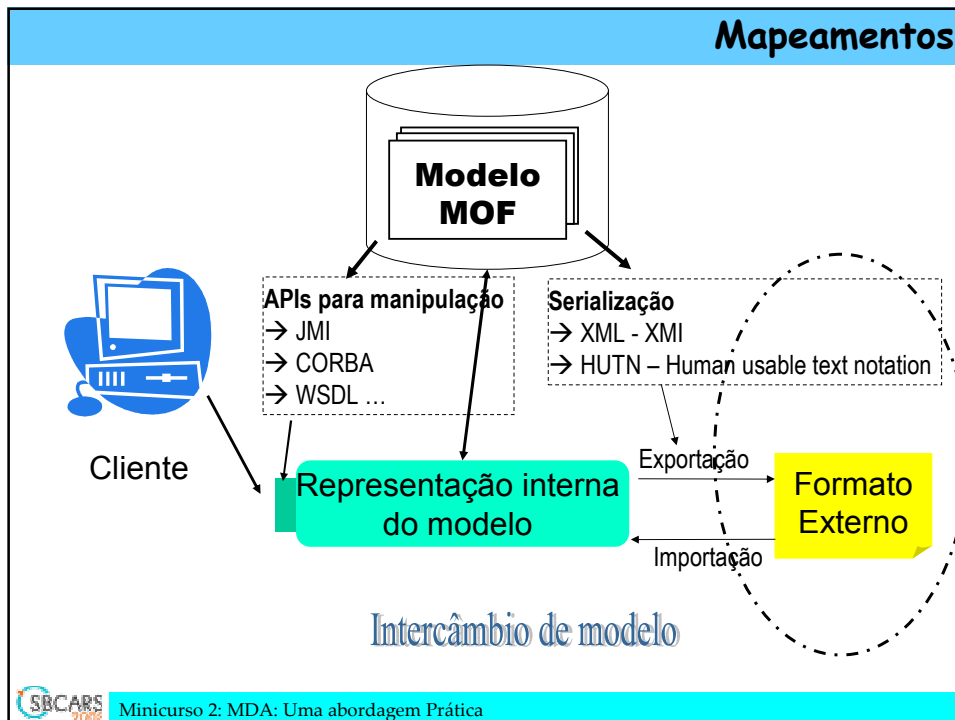 Mapeamentos
Modelo
MOF
APIs para manipulação
→ JMI
→ CORBA
→ WSDL …
Serialização
→ XML - XMI
→ HUTN – Human usable text notation
Cliente
Representação interna
do modelo
Exportação
Importação
Formato
Externo
Intercâmbio de modelo
SBCARS
Minicurso 2: MDA: Uma abordagem Prática